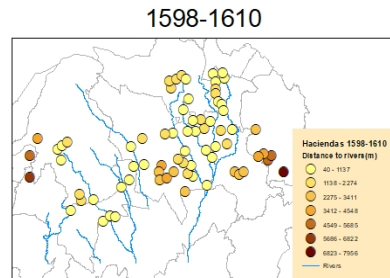 1598-1610
Haciendas 1598-1610
Distance to rivers(m)
40 - 1137
1138 - 2274
2275 - 3411
3412 - 4548
4549 - 5685
5686 - 6822
6823 - 7956
Rivers